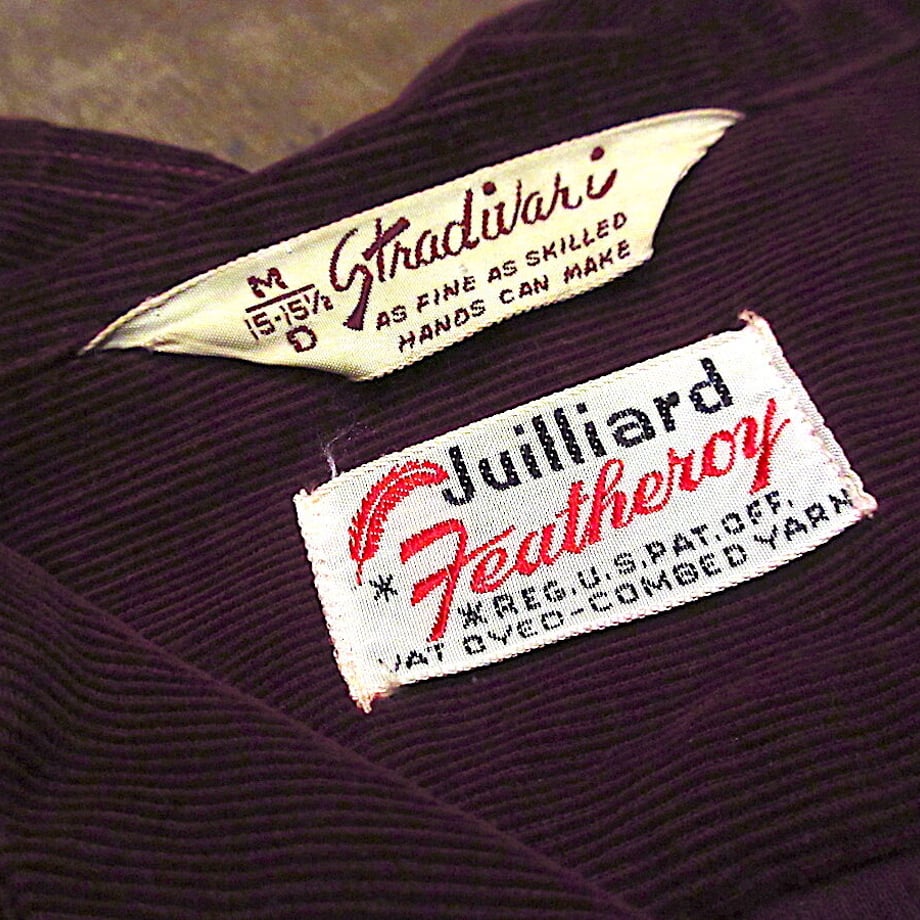 M
15-15½
D
Stradivari
AS FINE AS SKILLED
HANDS CAN MAKE
Juilliard
* Featheroy
*REG.U.S.PAT.OFF.
VAT DYED-COMBED YARN